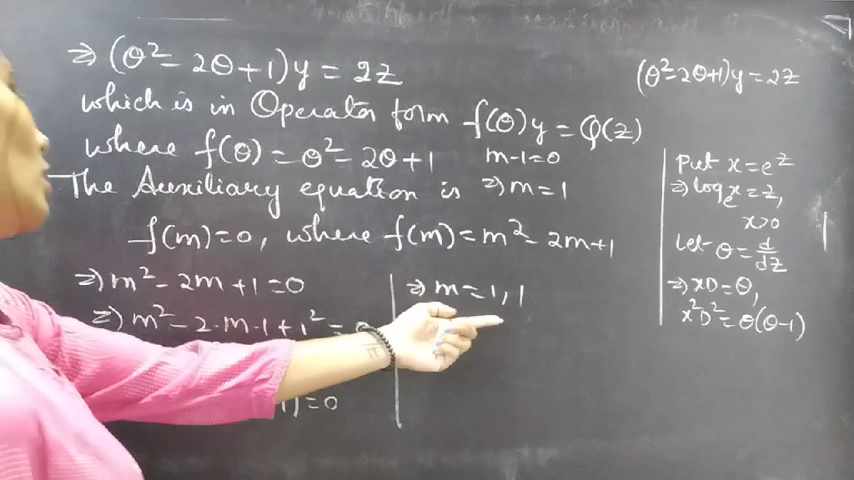 ⇒ (θ² − 2θ + 1)y = 2z
which is in Operator form f(θ)y = Q(z)
where f(θ) = θ² − 2θ + 1
m−1=0
The Auxiliary equation is
⇒ m = 1
f(m) = 0, where f(m) = m² − 2m + 1
⇒ m² − 2m + 1 = 0
⇒ m² − 2·m·1 + 1² =
1) = 0
⇒ m = 1, 1
(θ² − 2θ + 1)y = 2z
Put x = e^z
⇒ logₑx = z,
x>0
Let θ = d/dz
⇒ xD = θ,
x²D² = θ(θ−1)